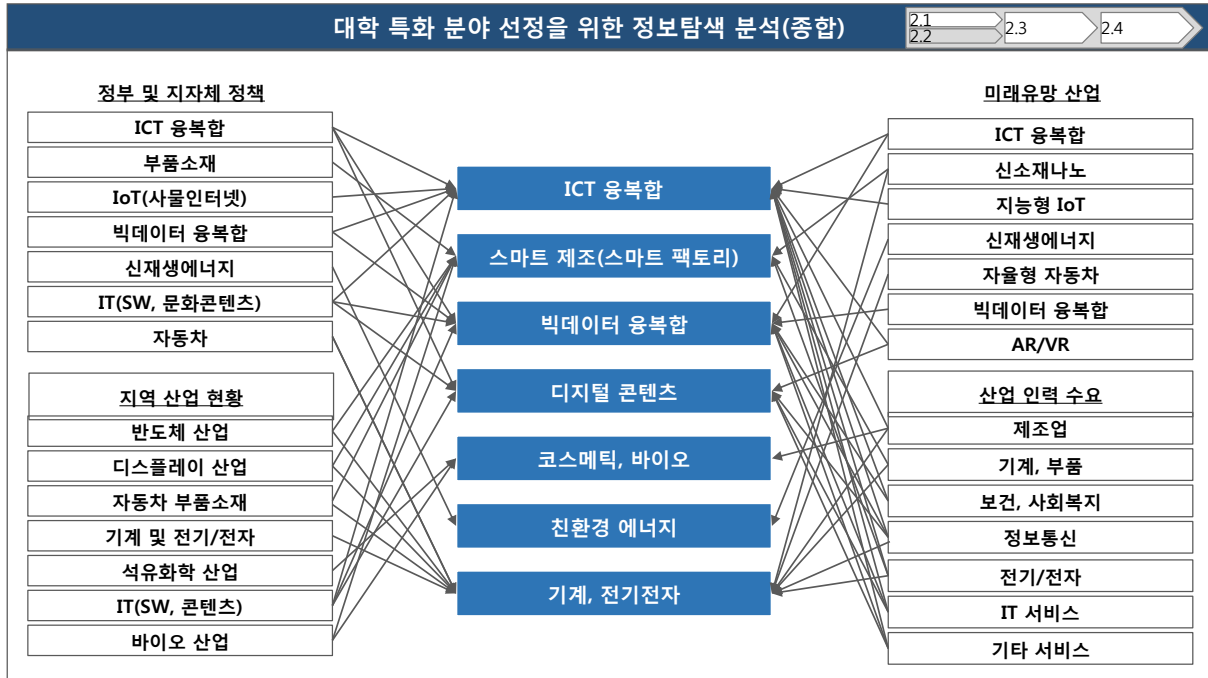 대학 특화 분야 선정을 위한 정보탐색 분석(종합)
2.1
2.2
2.3
2.4
정부 및 지자체 정책
ICT 융복합
부품소재
IoT(사물인터넷)
빅데이터 융복합
신재생에너지
IT(SW, 문화콘텐츠)
자동차
지역 산업 현황
반도체 산업
디스플레이 산업
자동차 부품소재
기계 및 전기/전자
석유화학 산업
IT(SW, 콘텐츠)
바이오 산업
ICT 융복합
스마트 제조(스마트 팩토리)
빅데이터 융복합
디지털 콘텐츠
코스메틱, 바이오
친환경 에너지
기계, 전기전자
미래유망 산업
ICT 융복합
신소재나노
지능형 IoT
신재생에너지
자율형 자동차
빅데이터 융복합
AR/VR
산업 인력 수요
제조업
기계, 부품
보건, 사회복지
정보통신
전기/전자
IT 서비스
기타 서비스